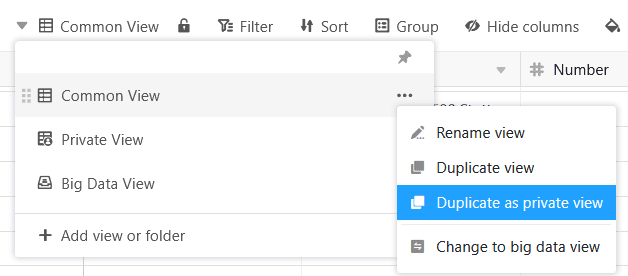 Common View Filter Sort Group Hide columns
Number
Common View
Private View
Big Data View
Add view or folder
Rename view
Duplicate view
Duplicate as private view
Change to big data view